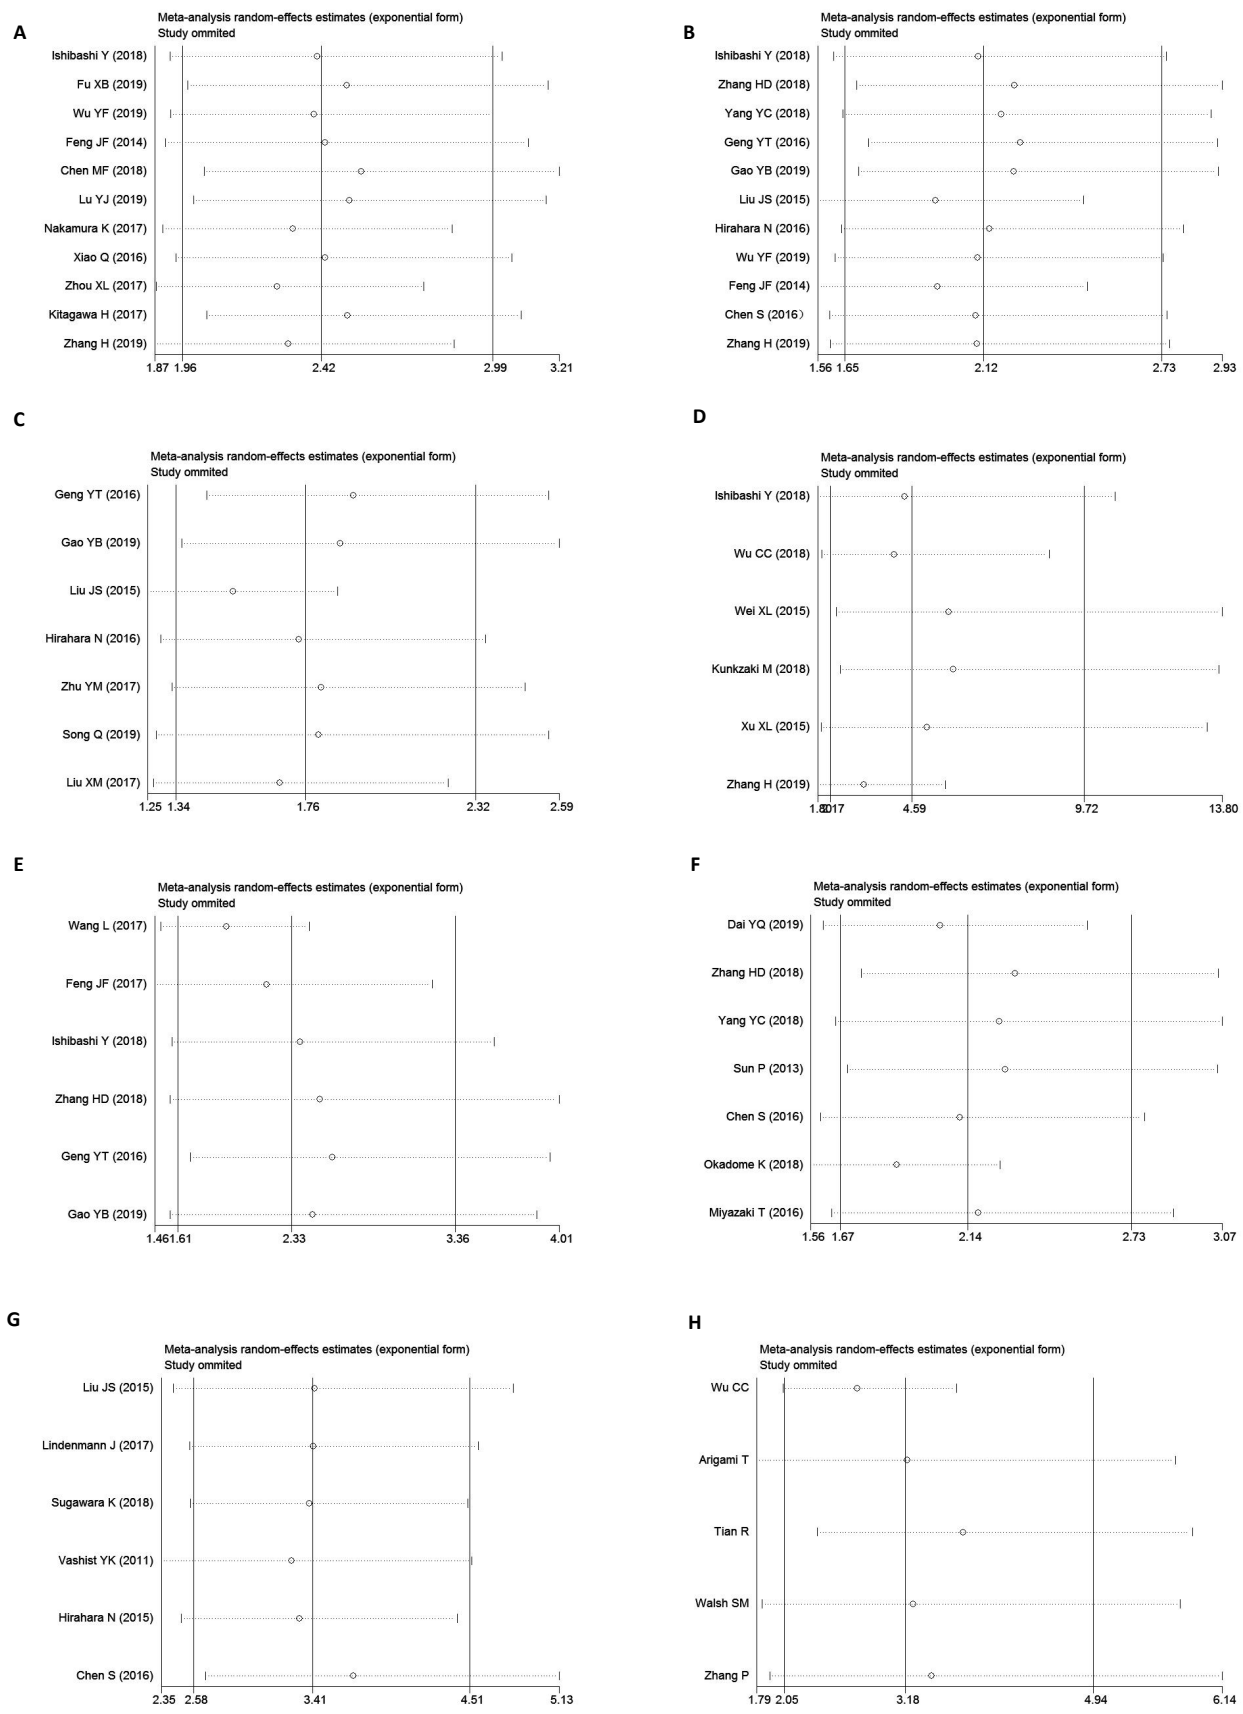 A
Meta-analysis random-effects estimates (exponential form)
Study ommited
Ishibashi Y (2018)
Fu XB (2019)
Wu YF (2019)
Feng JF (2014)
Chen MF (2018)
Lu YJ (2019)
Nakamura K (2017)
Xiao Q (2016)
Zhou XL (2017)
Kitagawa H (2017)
Zhang H (2019)
1.87 1.96 2.42 2.99 3.21
B
Meta-analysis random-effects estimates (exponential form)
Study ommited
Ishibashi Y (2018)
Zhang HD (2018)
Yang YC (2018)
Geng YT (2016)
Gao YB (2019)
Liu JS (2015)
Hirahara N (2016)
Wu YF (2019)
Feng JF (2014)
Chen S (2016）
Zhang H (2019)
1.56 1.65 2.12 2.73 2.93
C
Meta-analysis random-effects estimates (exponential form)
Study ommited
Geng YT (2016)
Gao YB (2019)
Liu JS (2015)
Hirahara N (2016)
Zhu YM (2017)
Song Q (2019)
Liu XM (2017)
1.25 1.34 1.76 2.32 2.59
D
Meta-analysis random-effects estimates (exponential form)
Study ommited
Ishibashi Y (2018)
Wu CC (2018)
Wei XL (2015)
Kunkzaki M (2018)
Xu XL (2015)
Zhang H (2019)
4.59 9.72 13.80
E
Meta-analysis random-effects estimates (exponential form)
Study ommited
Wang L (2017)
Feng JF (2017)
Ishibashi Y (2018)
Zhang HD (2018)
Geng YT (2016)
Gao YB (2019)
1.461.61 2.33 3.36 4.01
F
Meta-analysis random-effects estimates (exponential form)
Study ommited
Dai YQ (2019)
Zhang HD (2018)
Yang YC (2018)
Sun P (2013)
Chen S (2016)
Okadome K (2018)
Miyazaki T (2016)
1.56 1.67 2.14 2.73 3.07
G
Meta-analysis random-effects estimates (exponential form)
Study ommited
Liu JS (2015)
Lindenmann J (2017)
Sugawara K (2018)
Vashist YK (2011)
Hirahara N (2015)
Chen S (2016)
2.35 2.58 3.41 4.51 5.13
H
Meta-analysis random-effects estimates (exponential form)
Study ommited
Wu CC
Arigami T
Tian R
Walsh SM
Zhang P
1.79 2.05 3.18 4.94 6.14